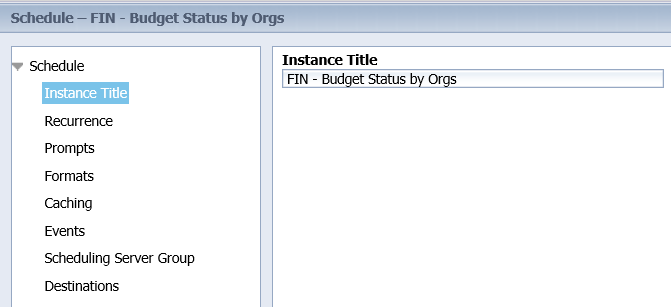 Schedule – FIN - Budget Status by Orgs
Schedule
Instance Title
Recurrence
Prompts
Formats
Caching
Events
Scheduling Server Group
Destinations
Instance Title
FIN - Budget Status by Orgs